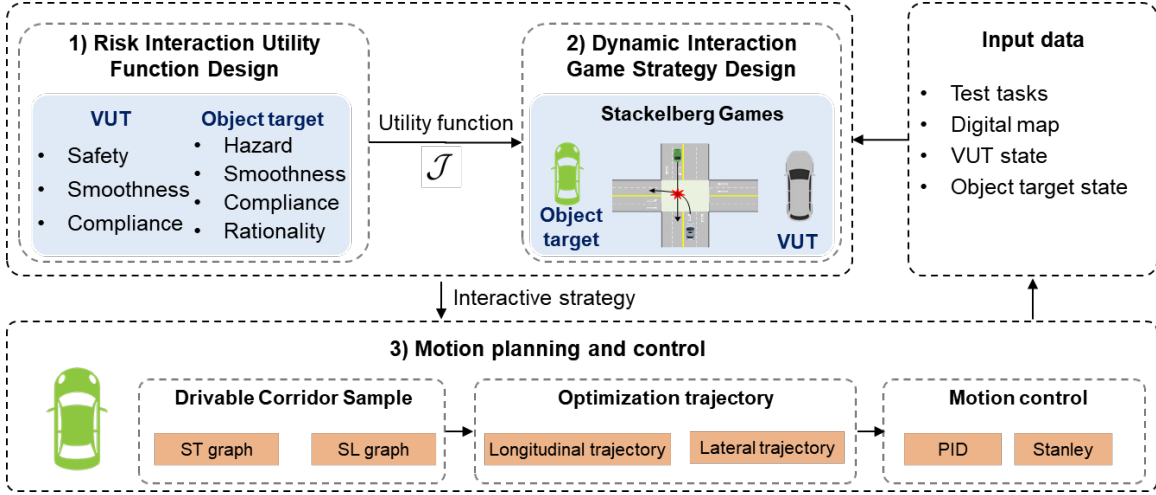 1) Risk Interaction Utility
Function Design
VUT
• Safety
• Smoothness
• Compliance
Object target
• Hazard
• Smoothness
• Compliance
• Rationality
Utility function
𝒥
2) Dynamic Interaction
Game Strategy Design
Stackelberg Games
Object
target
VUT
Input data
• Test tasks
• Digital map
• VUT state
• Object target state
Interactive strategy
3) Motion planning and control
Drivable Corridor Sample
ST graph
SL graph
Optimization trajectory
Longitudinal trajectory
Lateral trajectory
Motion control
PID
Stanley